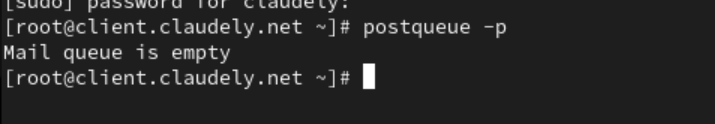 [sudo] password for claudely:
[root@client.claudely.net ~]# postqueue -p
Mail queue is empty
[root@client.claudely.net ~]#